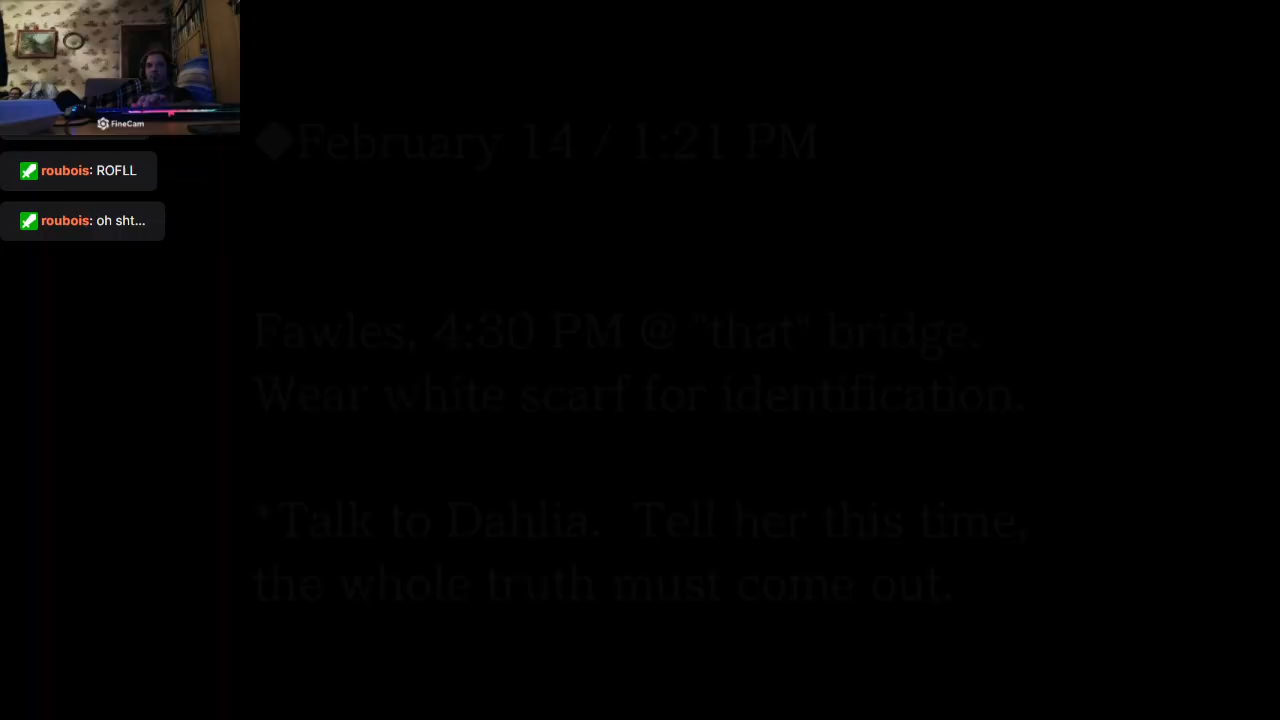 FineCam
roubois: ROFLL
roubois: oh sht...
◆February 14 / 1:21 PM
Fawles, 4:30 PM @ "that" bridge.
Wear white scarf for identification.
*Talk to Dahlia. Tell her this time,
the whole truth must come out.